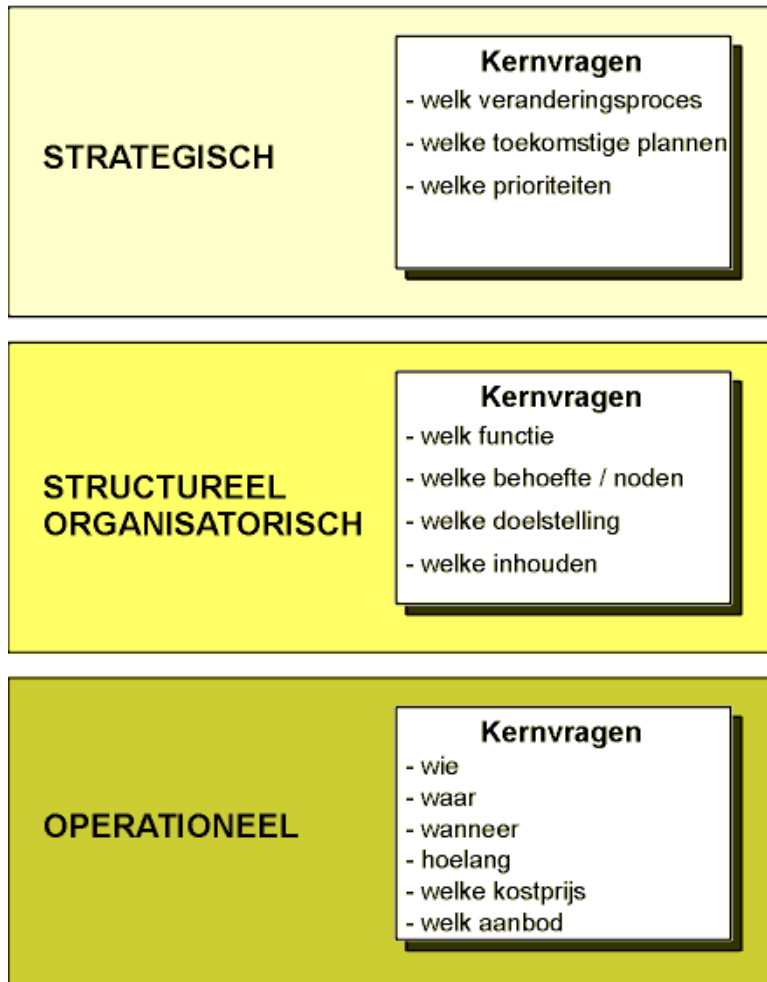 STRATEGISCH
Kernvragen
- welk veranderingsproces
- welke toekomstige plannen
- welke prioriteiten
STRUCTUREEL
ORGANISATORISCH
Kernvragen
- welk functie
- welke behoefte / noden
- welke doelstelling
- welke inhouden
OPERATIONEEL
Kernvragen
- wie
- waar
- wanneer
- hoelang
- welke kostprijs
- welk aanbod